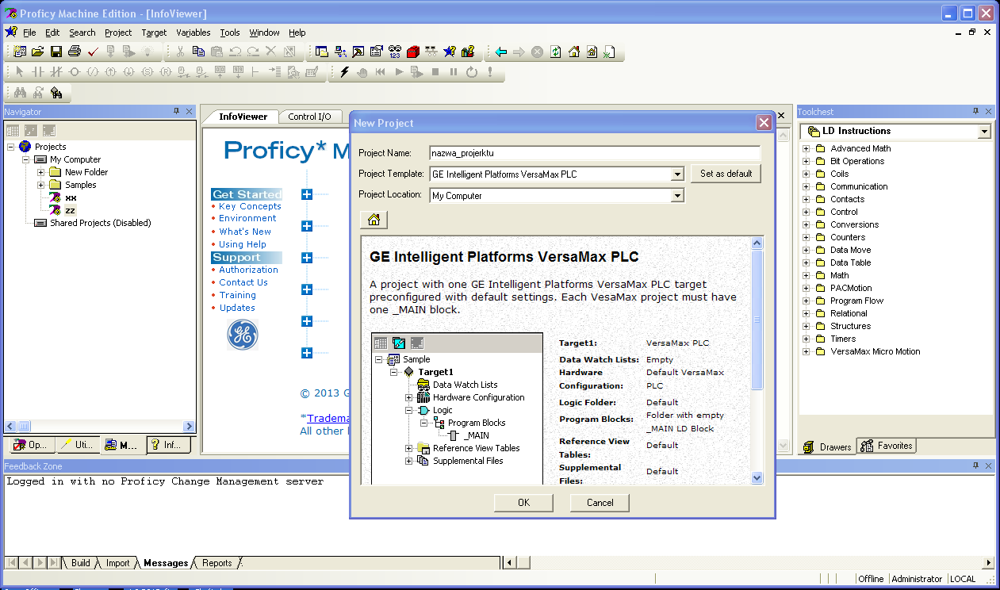 Proficy Machine Edition - [InfoViewer]
File Edit Search Project Target Variables Tools Window Help
Navigator
Projects
My Computer
New Folder
Samples
xx
zz
Shared Projects (Disabled)
Op... Uti... M... Inf...
InfoViewer Control I/O
Proficy* M
Get Started
• Key Concepts
• Environment
• What's New
• Using Help
Support
• Authorization
• Contact Us
• Training
• Updates
© 2013 G
*Tradema
All other
New Project
Project Name: nazwa_projerktu
Project Template: GE Intelligent Platforms VersaMax PLC Set as default
Project Location: My Computer
GE Intelligent Platforms VersaMax PLC
A project with one GE Intelligent Platforms VersaMax PLC target
preconfigured with default settings. Each VesaMax project must have
one _MAIN block.
Sample
Target1
Data Watch Lists
Hardware Configuration
Logic
Program Blocks
_MAIN
Reference View Tables
Supplemental Files
Target1: VersaMax PLC
Data Watch Lists: Empty
Hardware Default VersaMax
Configuration: PLC
Logic Folder: Default
Program Blocks: Folder with empty
_MAIN LD Block
Reference View Default
Tables:
Supplemental Default
Files:
OK Cancel
Toolchest
LD Instructions
Advanced Math
Bit Operations
Coils
Communication
Contacts
Control
Conversions
Counters
Data Move
Data Table
Math
PACMotion
Program Flow
Relational
Structures
Timers
VersaMax Micro Motion
Drawers Favorites
Feedback Zone
Logged in with no Proficy Change Management server
Build Import Messages Reports
Offline Administrator LOCAL